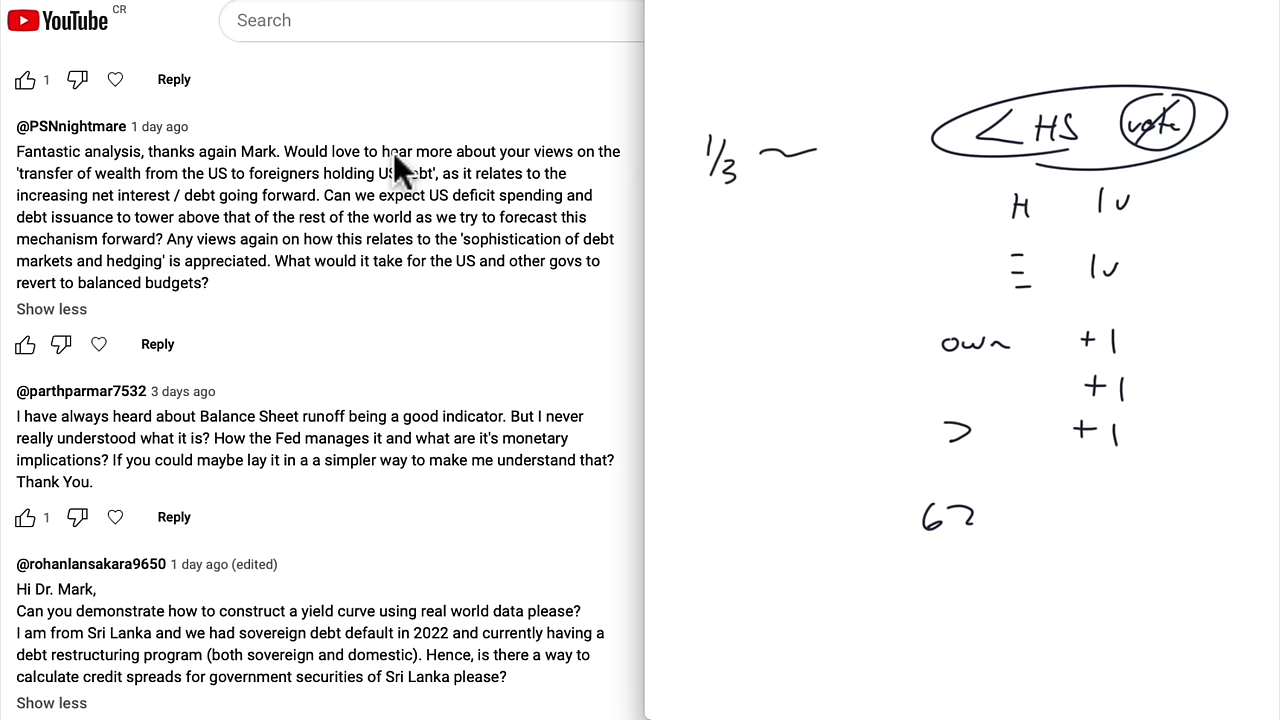 YouTube CR
Search
1 Reply
@PSNnightmare 1 day ago
Fantastic analysis, thanks again Mark. Would love to hear more about your views on the
'transfer of wealth from the US to foreigners holding US debt', as it relates to the
increasing net interest / debt going forward. Can we expect US deficit spending and
debt issuance to tower above that of the rest of the world as we try to forecast this
mechanism forward? Any views again on how this relates to the 'sophistication of debt
markets and hedging' is appreciated. What would it take for the US and other govs to
revert to balanced budgets?
Show less
Reply
@parthparmar7532 3 days ago
I have always heard about Balance Sheet runoff being a good indicator. But I never
really understood what it is? How the Fed manages it and what are it's monetary
implications? If you could maybe lay it in a a simpler way to make me understand that?
Thank You.
1 Reply
@rohanlansakara9650 1 day ago (edited)
Hi Dr. Mark,
Can you demonstrate how to construct a yield curve using real world data please?
I am from Sri Lanka and we had sovereign debt default in 2022 and currently having a
debt restructuring program (both sovereign and domestic). Hence, is there a way to
calculate credit spreads for government securities of Sri Lanka please?
Show less
< HS vote
1/3 ~
H 1v
1v
own +1
+1
> +1
62